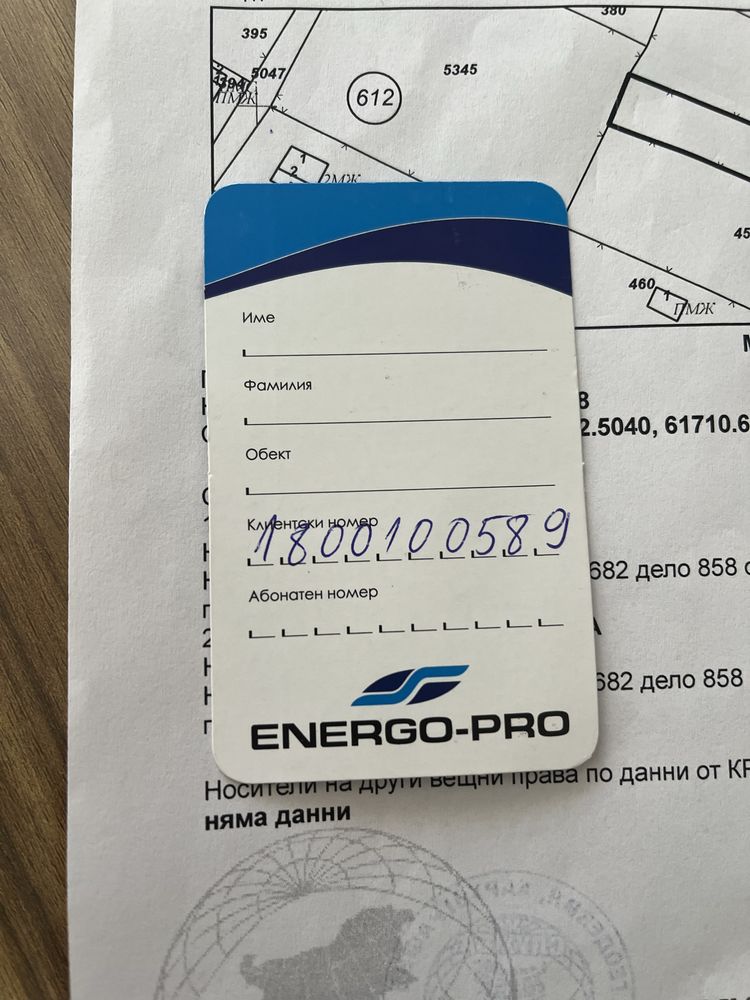 380
395
5047
5345
394
ПМЖ
612
1
2
2МЖ
45
460
1
ПМЖ
Име
Фамилия
8
2.5040, 61710.6
Обект
Клиентски номер
1800100589
682 дело 858
Абонатен номер
682 дело 858
ENERGO-PRO
Носители на други вещни права по данни от КР
няма данни